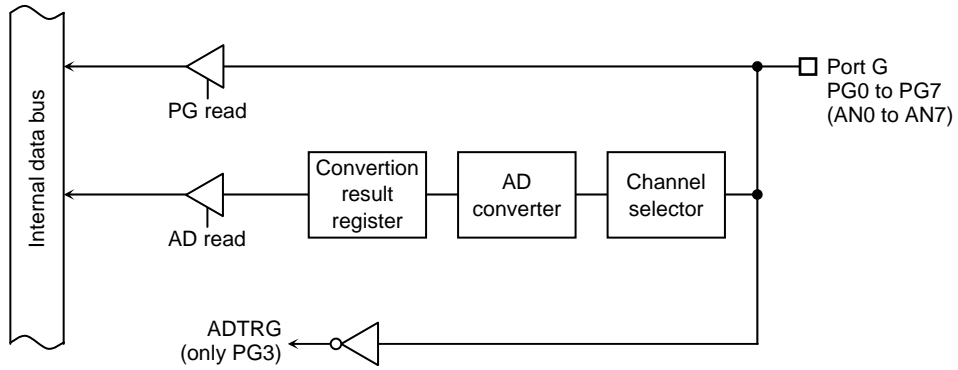 Internal data bus
PG read
Port G
PG0 to PG7
(AN0 to AN7)
AD read
Convertion
result
register
AD
converter
Channel
selector
ADTRG
(only PG3)